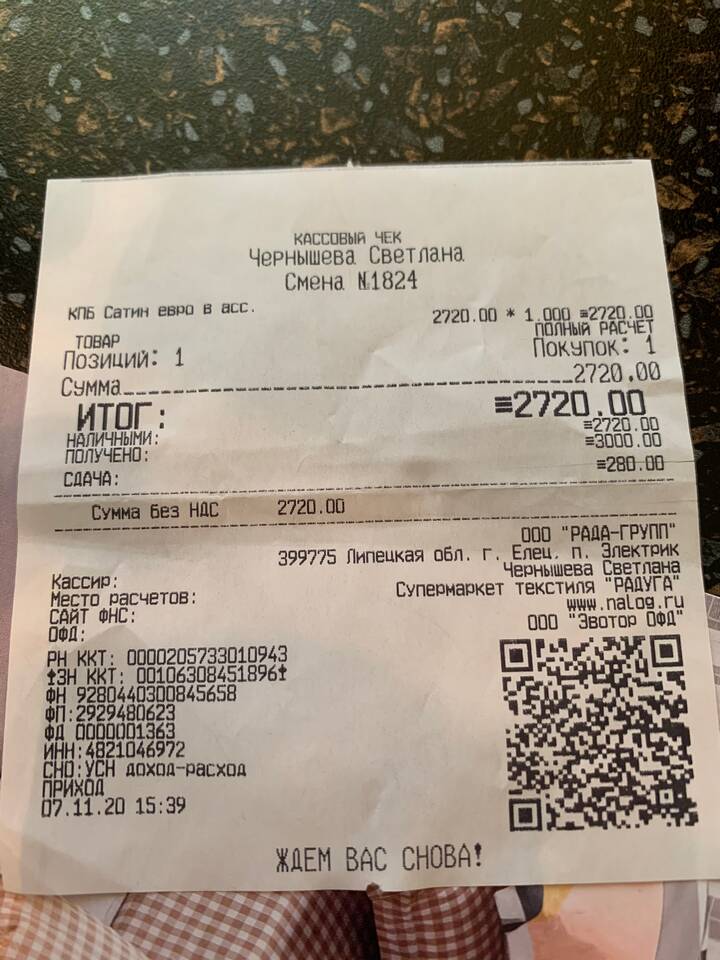 КАССОВЫЙ ЧЕК
Чернышева Светлана
Смена №1824
КПБ Сатин евро в асс.
2720.00 * 1.000 ≡2720.00
ТОВАР ПОЛНЫЙ РАСЧЕТ
Позиций: 1 Покупок: 1
Сумма 2720,00
ИТОГ: ≡2720.00
НАЛИЧНЫМИ: ≡2720.00
ПОЛУЧЕНО: ≡3000.00
СДАЧА: ≡280.00
Сумма без НДС 2720.00
ООО "РАДА-ГРУПП"
399775 Липецкая обл. г. Елец, п. Электрик
Кассир: Чернышева Светлана
Место расчетов: Супермаркет текстиля "РАДУГА"
САЙТ ФНС: www.nalog.ru
ОФД: ООО "Эвотор ОФД"
РН ККТ: 0000205733010943
↕ЗН ККТ: 00106308451896↕
ФН 9280440300845658
ФП:2929480623
ФД 0000001363
ИНН:4821046972
СНО:УСН доход-расход
ПРИХОД
07.11.20 15:39
ЖДЕМ ВАС СНОВА!